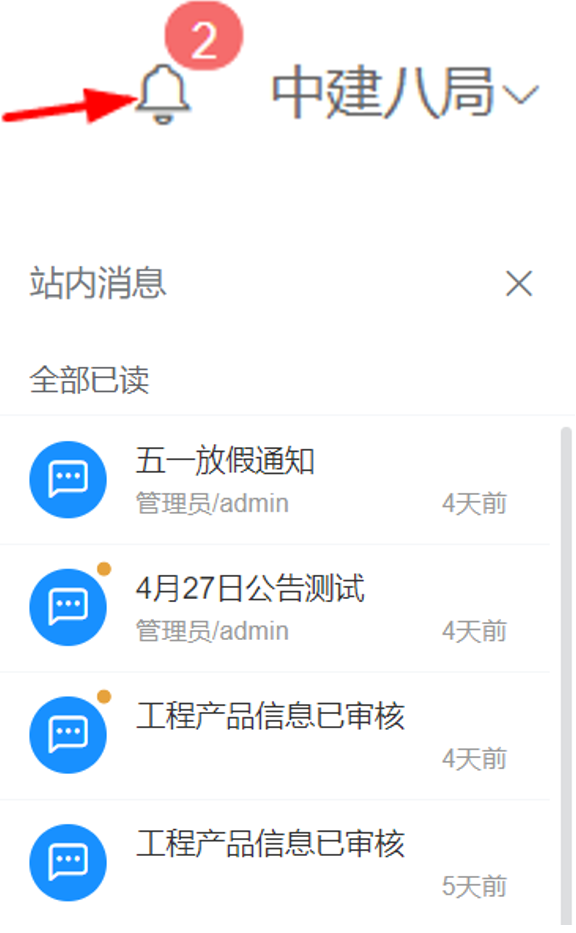 2
中建八局
站内消息
全部已读
五一放假通知
管理员/admin
4天前
4月27日公告测试
管理员/admin
4天前
工程产品信息已审核
4天前
工程产品信息已审核
5天前